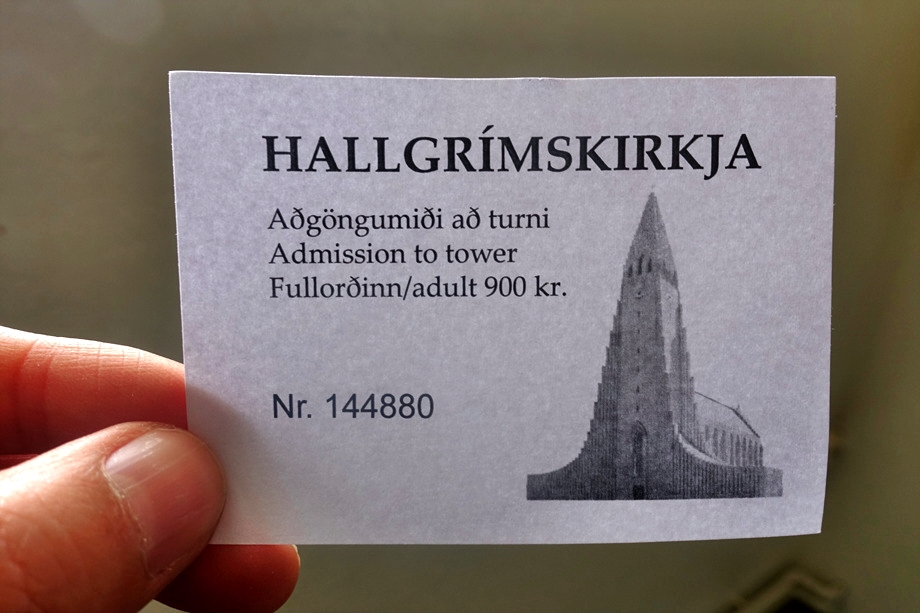 HALLGRÍMSKIRKJA
Aðgöngumiði að turni
Admission to tower
Fullorðinn/adult 900 kr.
Nr. 144880